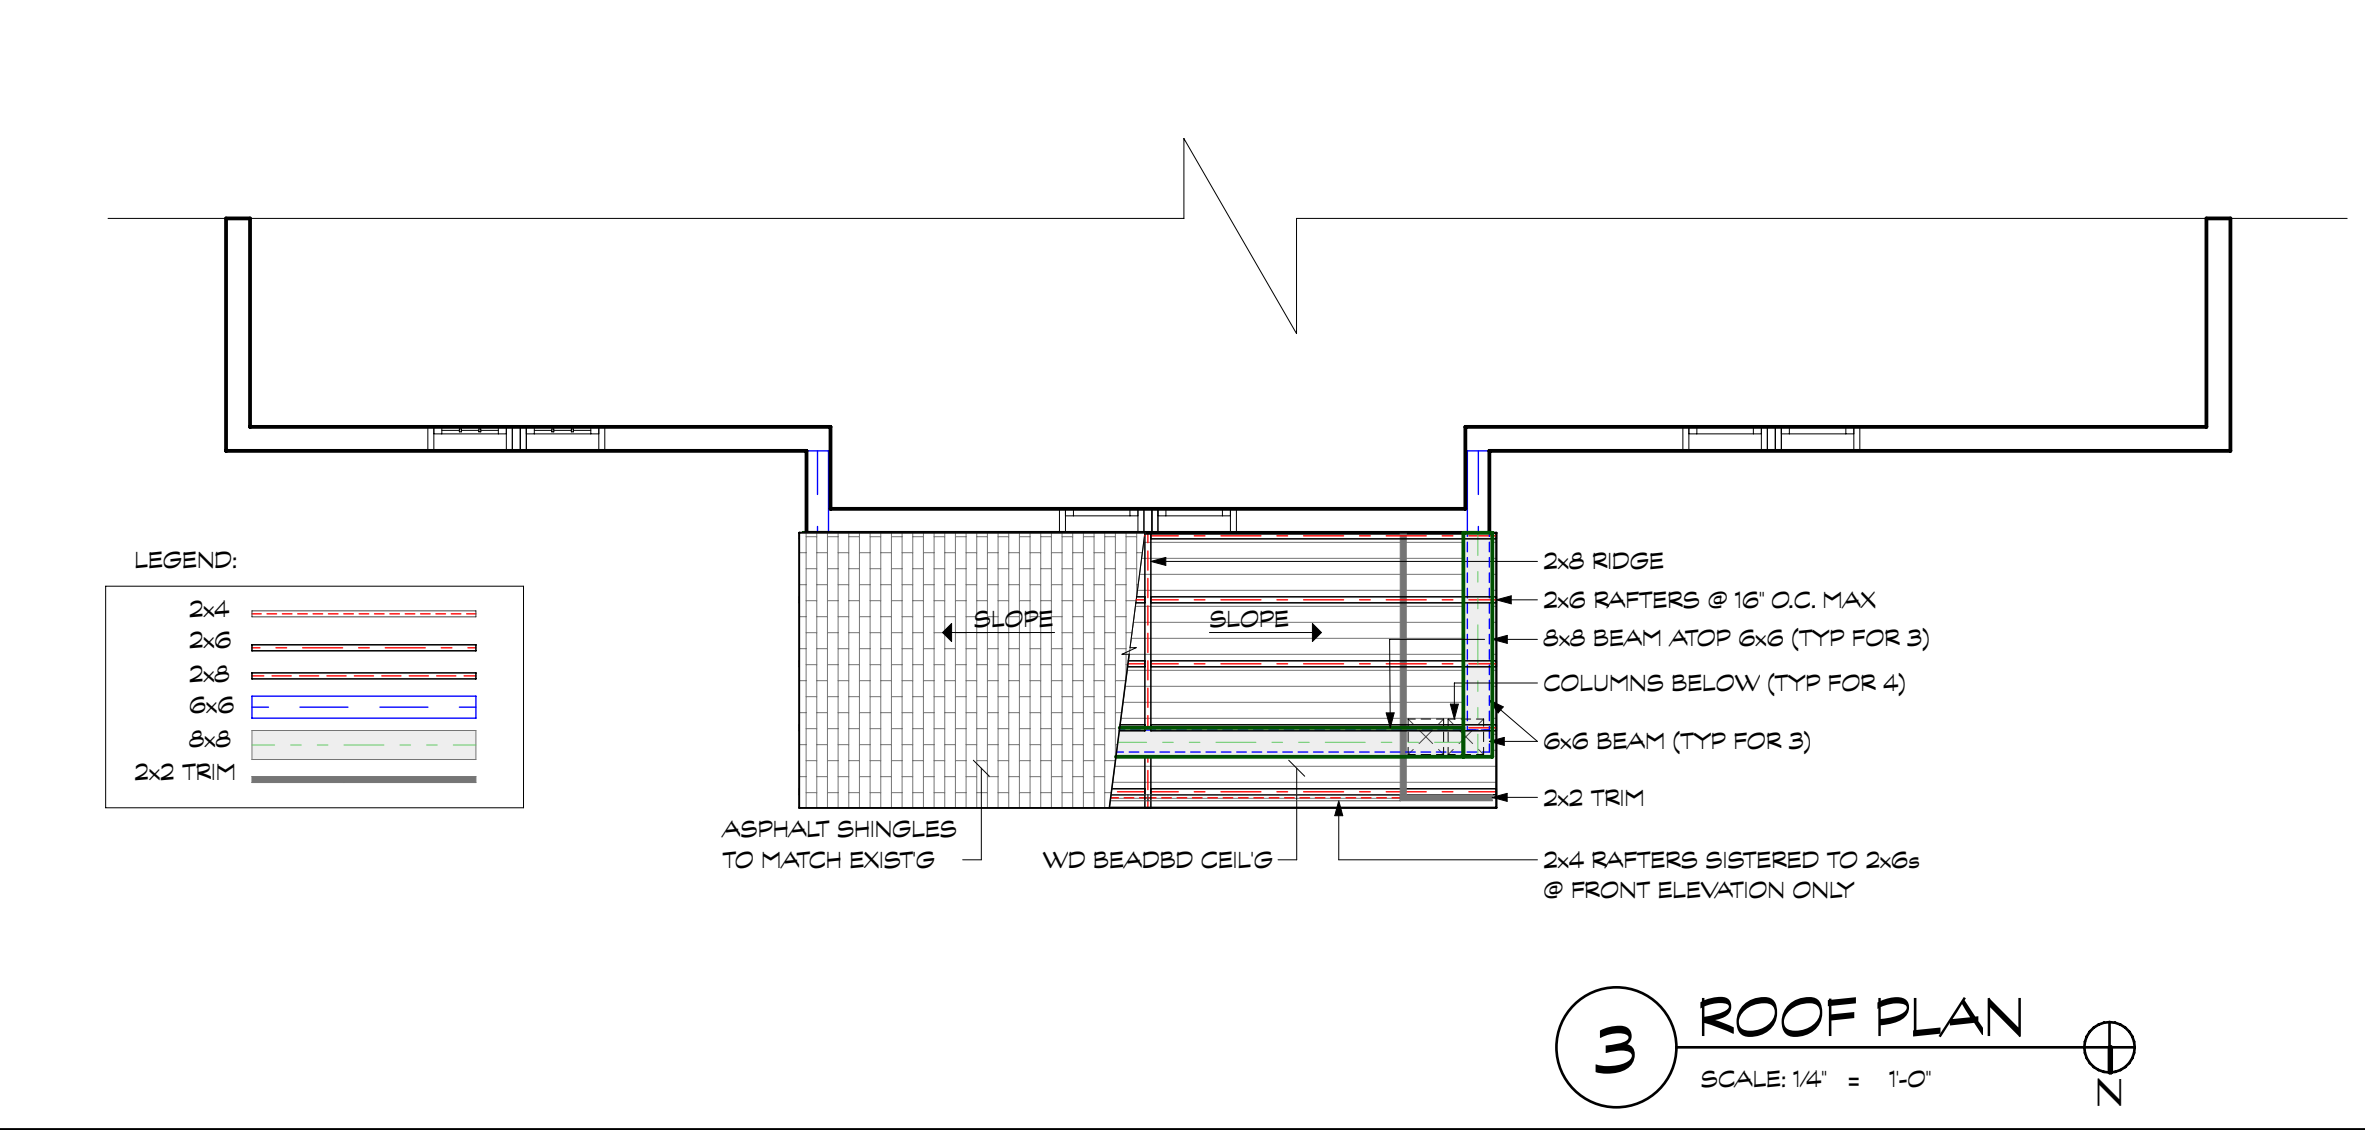 LEGEND:
2x4
2x6
2x8
6x6
8x8
2x2 TRIM
SLOPE
SLOPE
2x8 RIDGE
2x6 RAFTERS @ 16" O.C. MAX
8x8 BEAM ATOP 6x6 (TYP FOR 3)
COLUMNS BELOW (TYP FOR 4)
6x6 BEAM (TYP FOR 3)
2x2 TRIM
2x4 RAFTERS SISTERED TO 2x6s
@ FRONT ELEVATION ONLY
ASPHALT SHINGLES
TO MATCH EXIST'G
WD BEADBD CEIL'G
3
ROOF PLAN
SCALE: 1/4" = 1'-0"
N